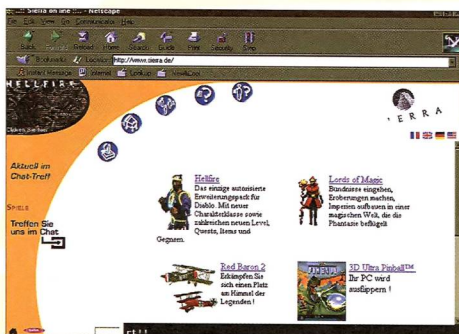 Sierra on line ::.. - Netscape
File Edit View Go Communicator Help
Back Forward Reload Home Search Guide Print Security Stop
Bookmarks Location: http://www.sierra.de/
Instant Message Internet Lookup New&Cool
HELLFIRE
Klicken Sie hier
SIERRA
Aktuell im
Chat-Treff
SPIELE
Treffen Sie
uns im Chat
Hellfire
Das einzige autorisierte
Erweiterungspack für
Diablo. Mit neuer
Charakterklasse sowie
zahlreichen neuen Level,
Quests, Items und
Gegnern.
Lords of Magic
Bündnisse eingehen,
Eroberungen machen,
Imperien aufbauen in einer
magischen Welt, die die
Phantasie beflügelt.
Red Baron 2
Erkämpfen Sie
sich einen Platz
am Himmel der
Legenden !
3D Ultra Pinball™
Ihr PC wird
ausflippen !